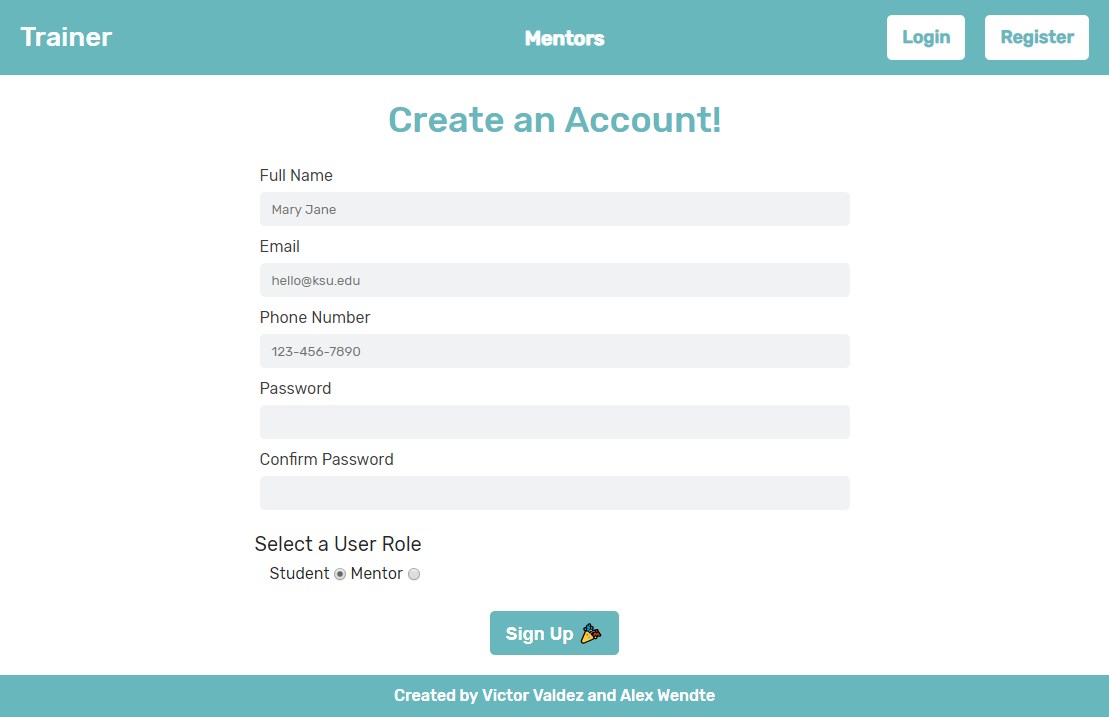 Trainer
Mentors
Login
Register
Create an Account!
Full Name
Mary Jane
Email
hello@ksu.edu
Phone Number
123-456-7890
Password
Confirm Password
Select a User Role
Student Mentor
Sign Up
Created by Victor Valdez and Alex Wendte